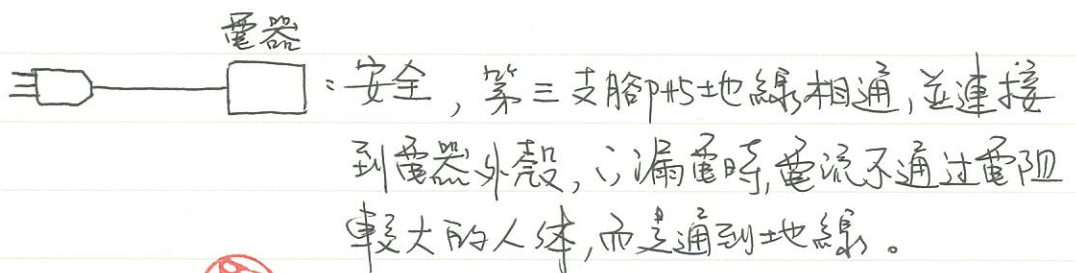 電器
：安全，第三支腳與地線相通，並連接
到電器外殼，∴漏電時，電流不通过電阻
較大的人体，而是通到地線。